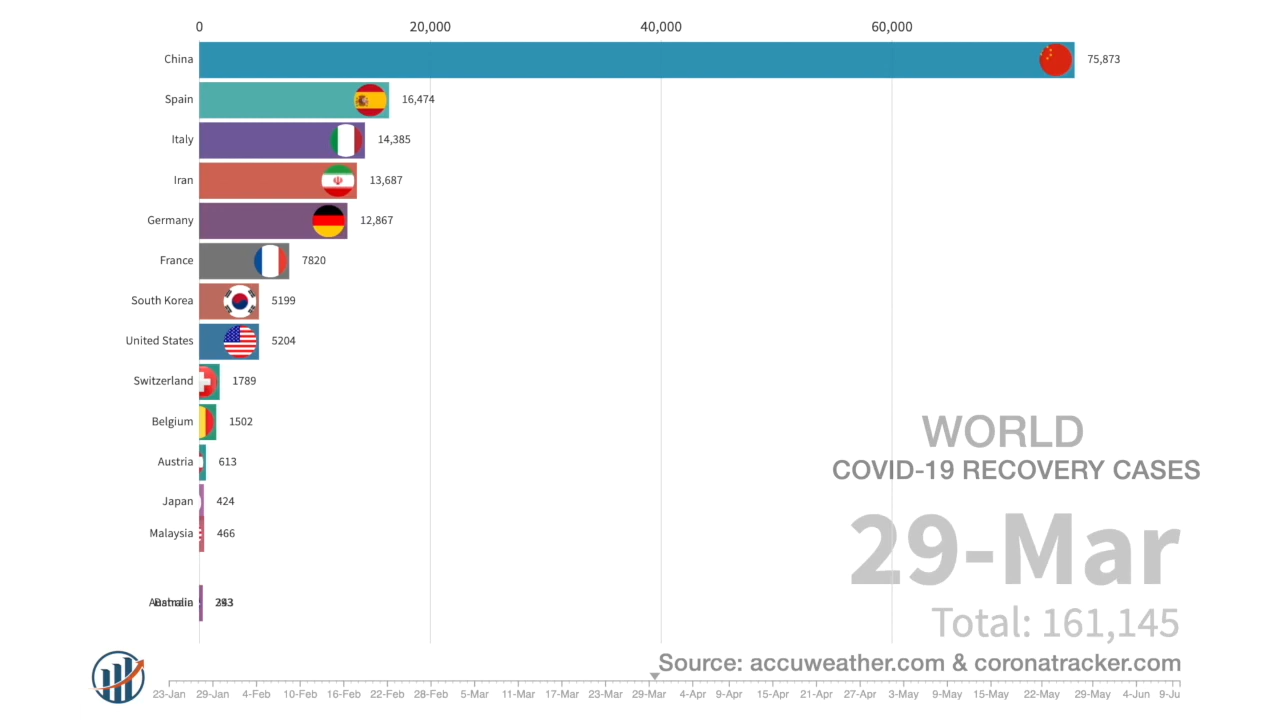 0 20,000 40,000 60,000
China 75,873
Spain 16,474
Italy 14,385
Iran 13,687
Germany 12,867
France 7820
South Korea 5199
United States 5204
Switzerland 1789
Belgium 1502
Austria 613
Japan 424
Malaysia 466
WORLD
COVID-19 RECOVERY CASES
29-Mar
Total: 161,145
Source: accuweather.com & coronatracker.com
23-Jan 29-Jan 4-Feb 10-Feb 16-Feb 22-Feb 28-Feb 5-Mar 11-Mar 17-Mar 23-Mar 29-Mar 4-Apr 9-Apr 15-Apr 21-Apr 27-Apr 3-May 9-May 15-May 22-May 29-May 4-Jun 9-Ju